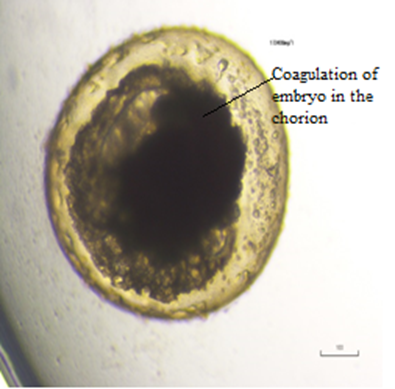 Coagulation of
embryo in the
chorion